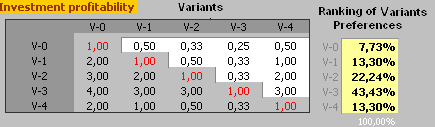 Investment profitability Variants Ranking of Variants
Preferences
V-0 V-1 V-2 V-3 V-4
V-0 1,00 0,50 0,33 0,25 0,50 V-0 7,73%
V-1 2,00 1,00 0,50 0,33 1,00 V-1 13,30%
V-2 3,00 2,00 1,00 0,33 2,00 V-2 22,24%
V-3 4,00 3,00 3,00 1,00 3,00 V-3 43,43%
V-4 2,00 1,00 0,50 0,33 1,00 V-4 13,30%
100,00%